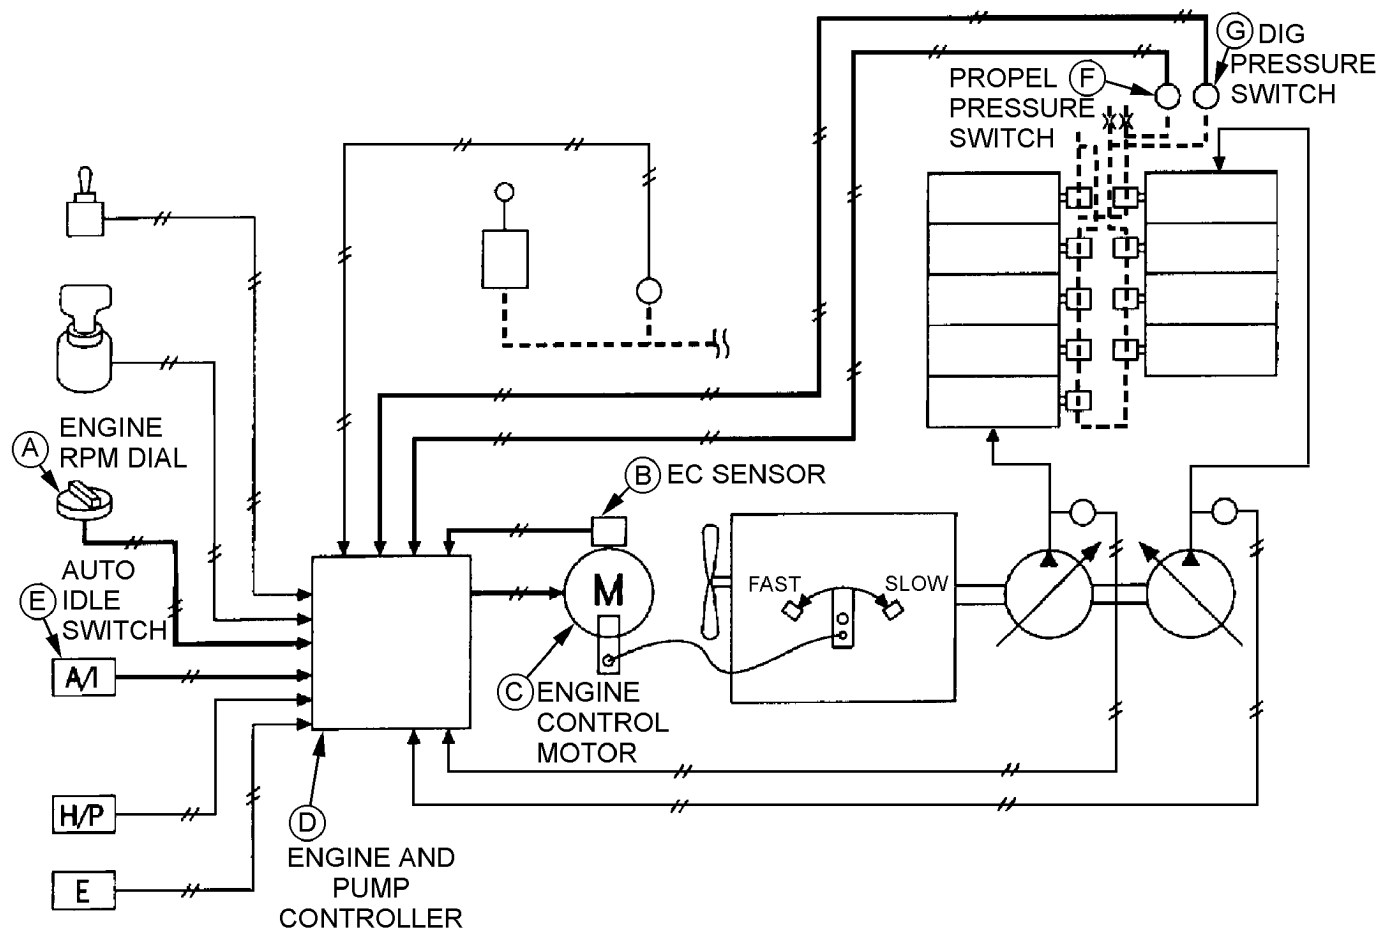 G DIG
PRESSURE
SWITCH
PROPEL F
PRESSURE
SWITCH
A ENGINE
RPM DIAL
B EC SENSOR
E AUTO
IDLE
SWITCH
A/I
M
FAST
SLOW
C ENGINE
CONTROL
MOTOR
H/P
E
D
ENGINE AND
PUMP
CONTROLLER